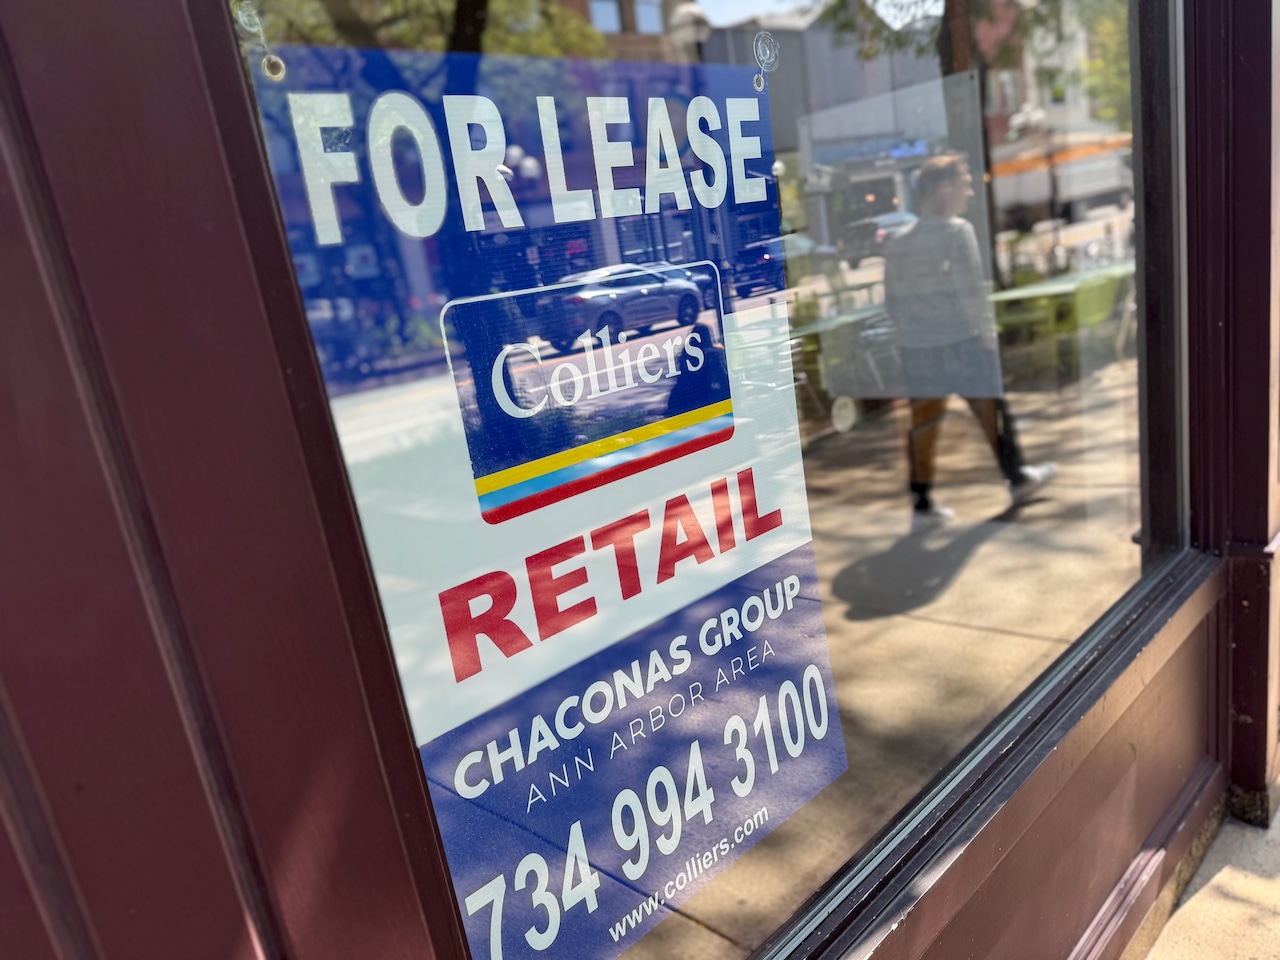 FOR LEASE
Colliers
RETAIL
CHACONAS GROUP
ANN ARBOR AREA
734 994 3100
www.colliers.com